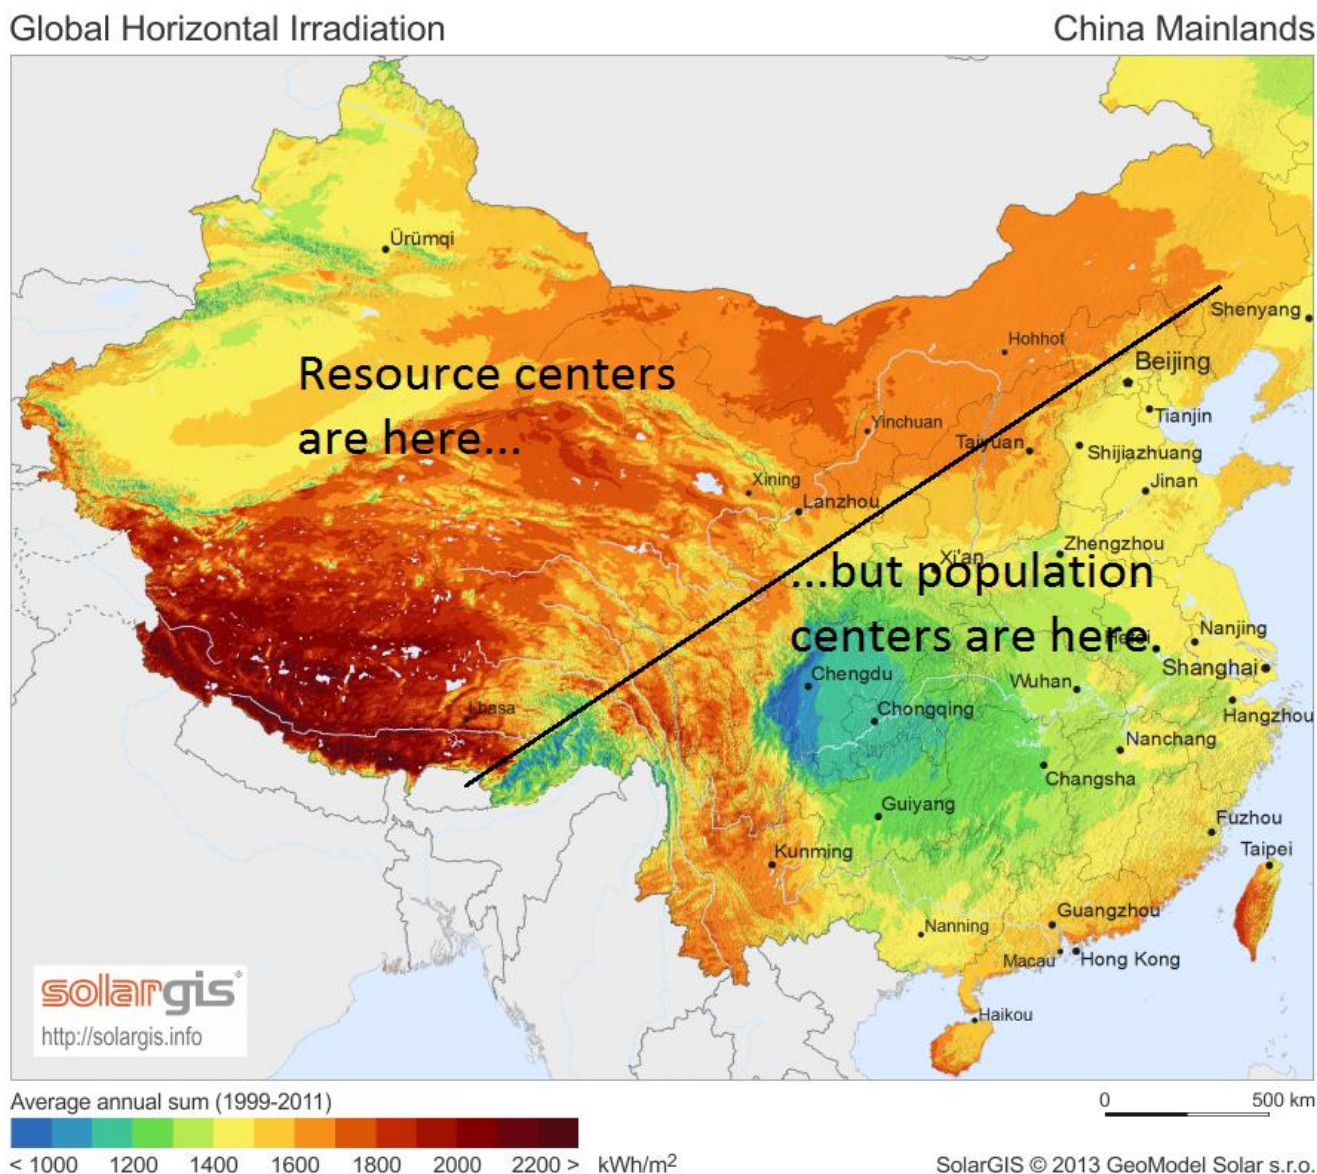 Global Horizontal Irradiation
China Mainlands
Ürümqi
Shenyang
Hohhot
Beijing
Resource centers
are here...
Tianjin
Yinchuan
Taiyuan
Shijiazhuang
Xining
Jinan
Lanzhou
Zhengzhou
Xi'an
...but population
centers are here.
Hefei
Nanjing
Shanghai
Chengdu
Wuhan
Lhasa
Chongqing
Hangzhou
Nanchang
Changsha
Guiyang
Fuzhou
Kunming
Taipei
Guangzhou
Nanning
Macau
Hong Kong
solargis®
Haikou
http://solargis.info
Average annual sum (1999-2011)
0 500 km
< 1000 1200 1400 1600 1800 2000 2200 > kWh/m²
SolarGIS © 2013 GeoModel Solar s.r.o.